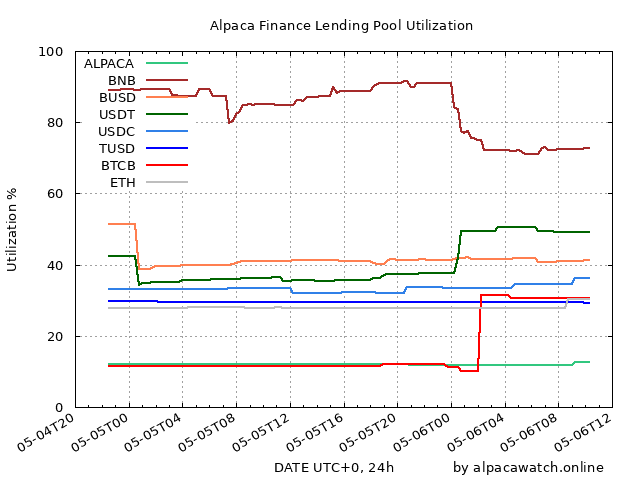 Alpaca Finance Lending Pool Utilization
100
80
60
40
20
0
Utilization %
ALPACA
BNB
BUSD
USDT
USDC
TUSD
BTCB
ETH
05-04T20
05-05T00
05-05T04
05-05T08
05-05T12
05-05T16
05-05T20
05-06T00
05-06T04
05-06T08
05-06T12
DATE UTC+0, 24h
by alpacawatch.online